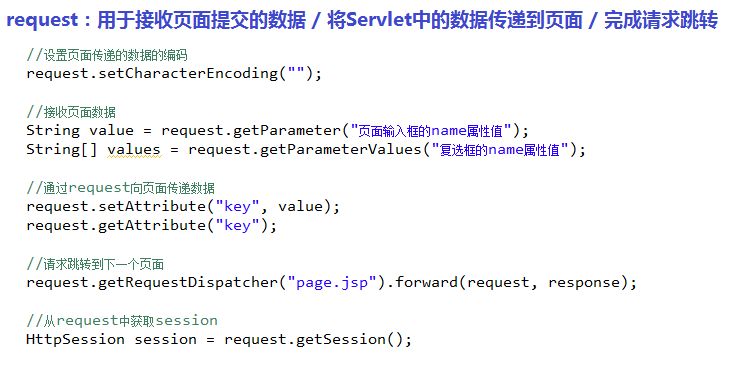 request：用于接收页面提交的数据 / 将Servlet中的数据传递到页面 / 完成请求跳转
//设置页面传递的数据的编码
request.setCharacterEncoding("");
//接收页面数据
String value = request.getParameter("页面输入框的name属性值");
String[] values = request.getParameterValues("复选框的name属性值");
//通过request向页面传递数据
request.setAttribute("key", value);
request.getAttribute("key");
//请求跳转到下一个页面
request.getRequestDispatcher("page.jsp").forward(request, response);
//从request中获取session
HttpSession session = request.getSession();